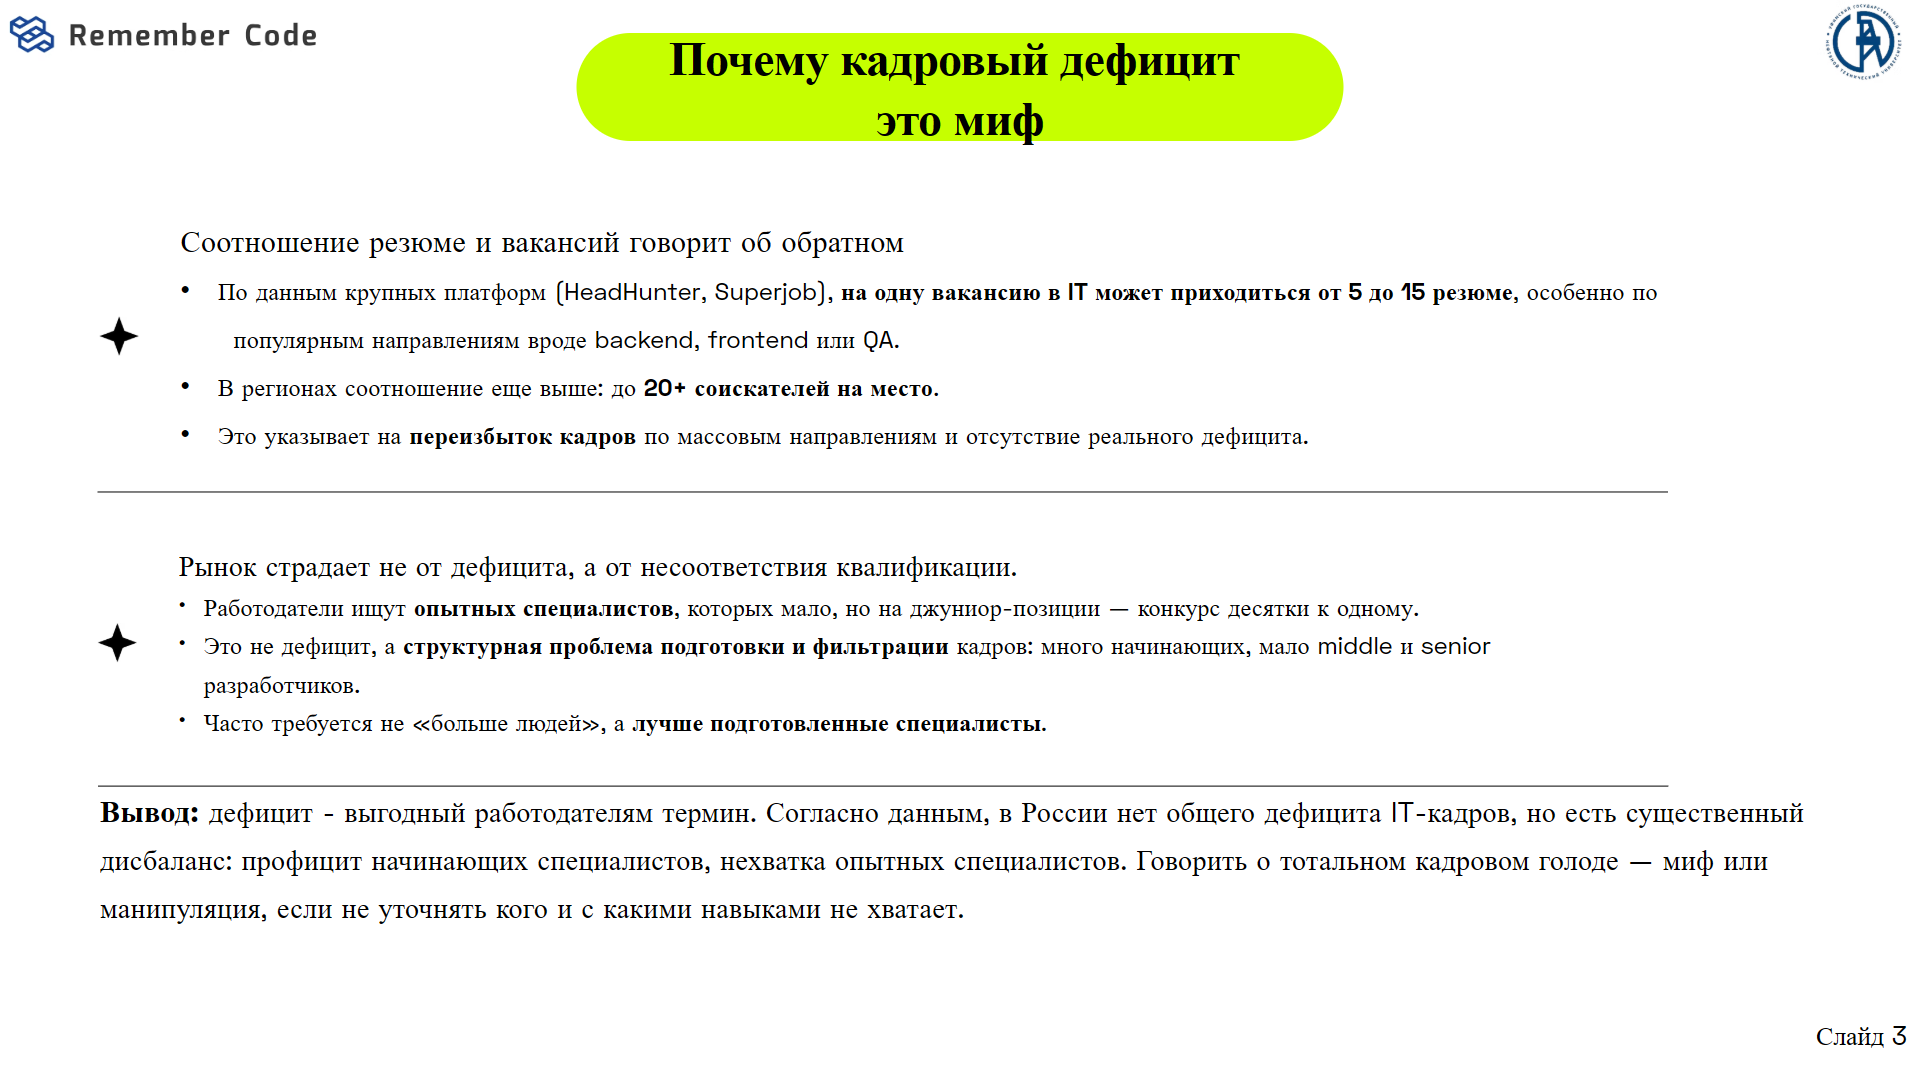 Remember Code
Почему кадровый дефицит
это миф
Соотношение резюме и вакансий говорит об обратном
• По данным крупных платформ (HeadHunter, Superjob), на одну вакансию в IT может приходиться от 5 до 15 резюме, особенно по
популярным направлениям вроде backend, frontend или QA.
• В регионах соотношение еще выше: до 20+ соискателей на место.
• Это указывает на переизбыток кадров по массовым направлениям и отсутствие реального дефицита.
Рынок страдает не от дефицита, а от несоответствия квалификации.
• Работодатели ищут опытных специалистов, которых мало, но на джуниор-позиции — конкурс десятки к одному.
• Это не дефицит, а структурная проблема подготовки и фильтрации кадров: много начинающих, мало middle и senior
разработчиков.
• Часто требуется не «больше людей», а лучше подготовленные специалисты.
Вывод: дефицит - выгодный работодателям термин. Согласно данным, в России нет общего дефицита IT-кадров, но есть существенный
дисбаланс: профицит начинающих специалистов, нехватка опытных специалистов. Говорить о тотальном кадровом голоде — миф или
манипуляция, если не уточнять кого и с какими навыками не хватает.
Слайд 3